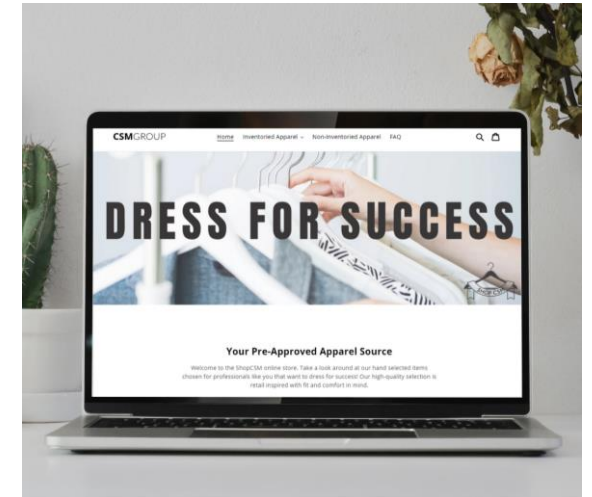 CSMGROUP
Home Inventoried Apparel Non-Inventoried Apparel FAQ
DRESS FOR SUCCESS
SHOP CSM
Your Pre-Approved Apparel Source
Welcome to the ShopCSM online store. Take a look around at our hand selected items
chosen for professionals like you that want to dress for success! Our high-quality selection is
retail inspired with fit and comfort in mind.